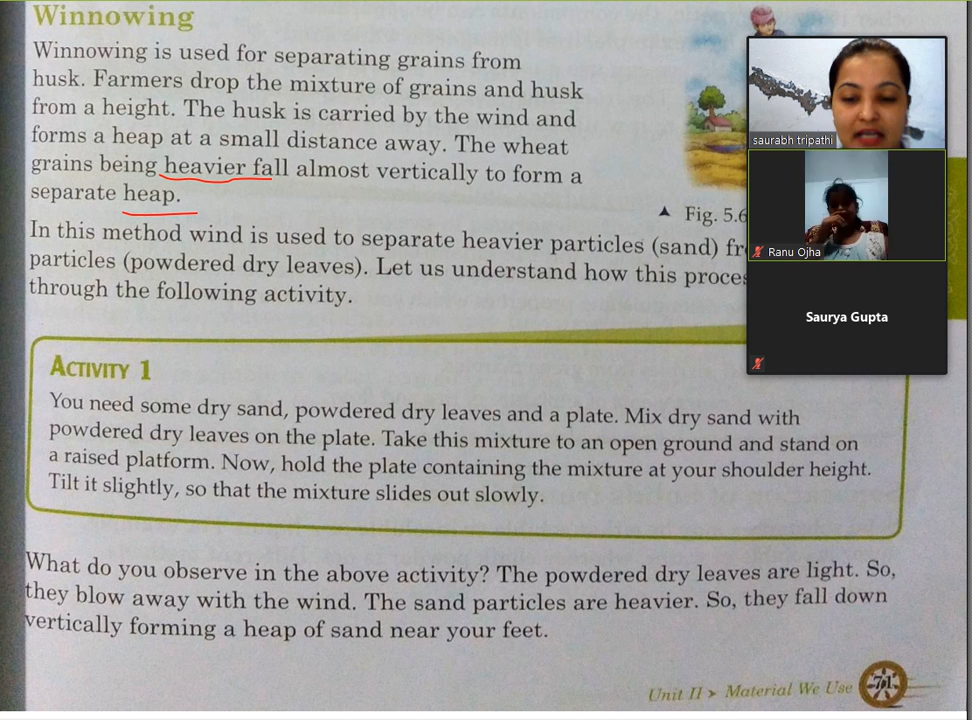 Winnowing
Winnowing is used for separating grains from
husk. Farmers drop the mixture of grains and husk
from a height. The husk is carried by the wind and
forms a heap at a small distance away. The wheat
grains being heavier fall almost vertically to form a
separate heap.
Fig. 5.6
In this method wind is used to separate heavier particles (sand)
particles (powdered dry leaves). Let us understand how this
through the following activity.
saurabh tripathi
Ranu Ojha
Saurya Gupta
ACTIVITY 1
You need some dry sand, powdered dry leaves and a plate. Mix dry sand with
powdered dry leaves on the plate. Take this mixture to an open ground and stand on
a raised platform. Now, hold the plate containing the mixture at your shoulder height.
Tilt it slightly, so that the mixture slides out slowly.
What do you observe in the above activity? The powdered dry leaves are light. So,
they blow away with the wind. The sand particles are heavier. So, they fall down
vertically forming a heap of sand near your feet.
Unit II > Material We Use 71